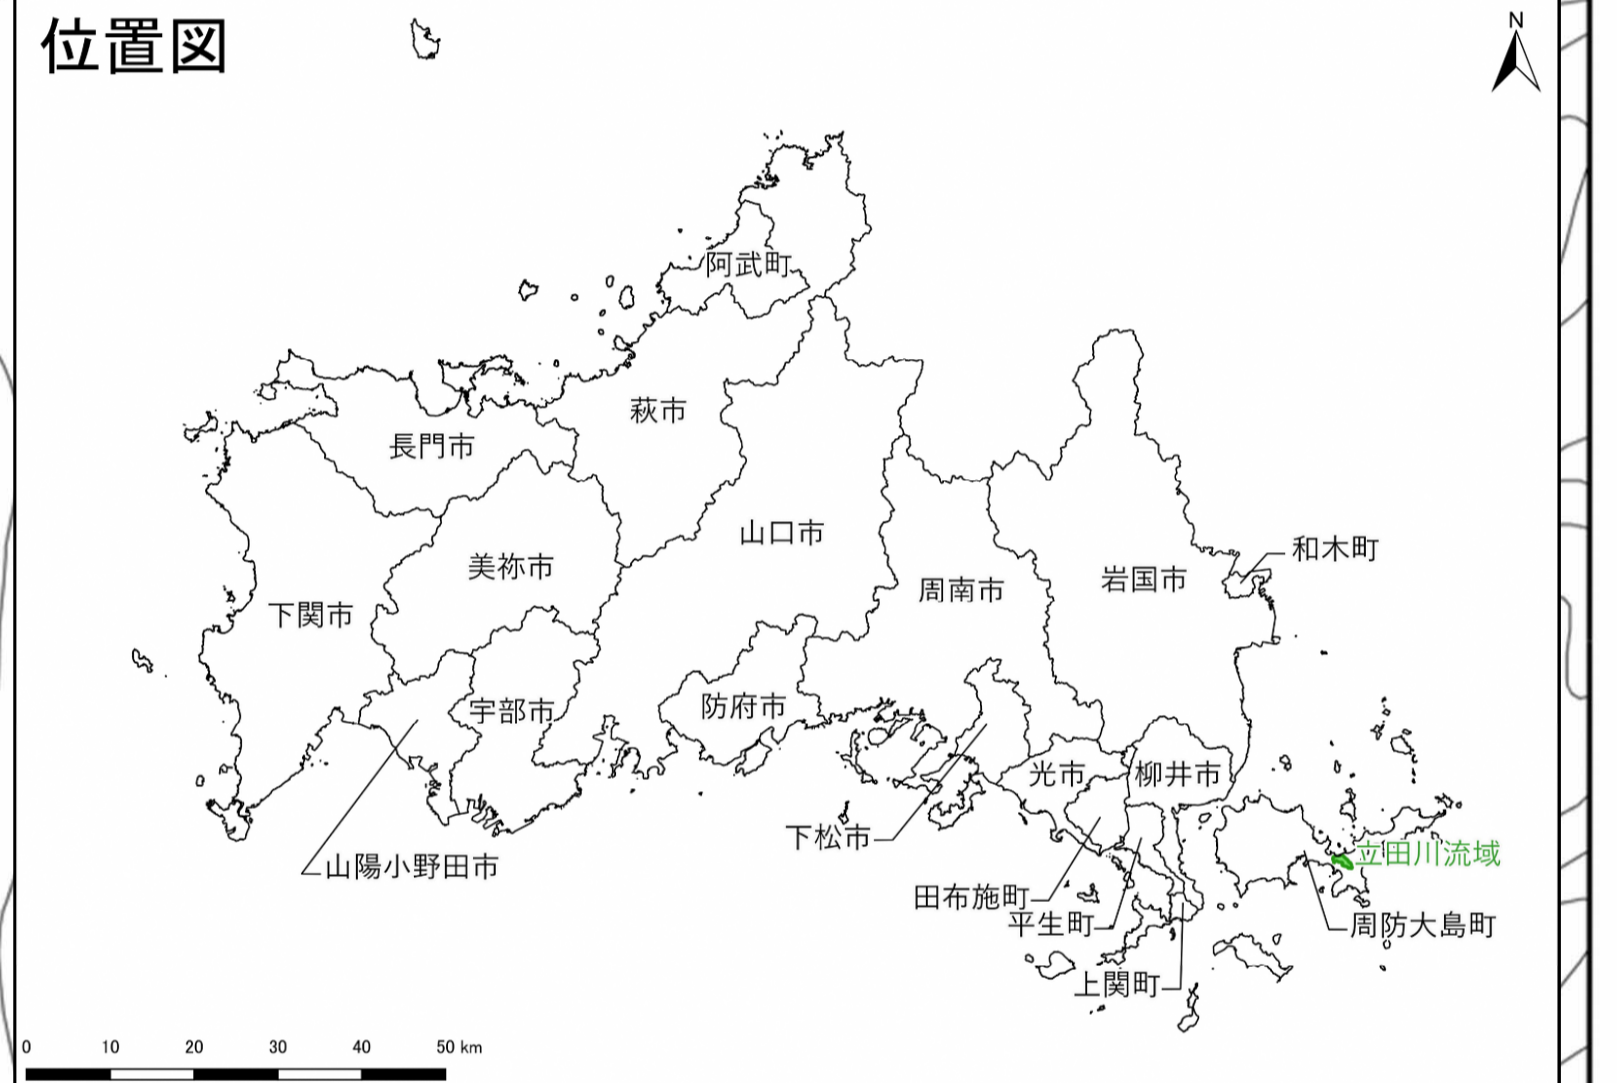 位置図
N
阿武町
萩市
長門市
山口市
和木町
美祢市
岩国市
周南市
下関市
防府市
宇部市
光市
柳井市
下松市
立田川流域
山陽小野田市
田布施町
平生町
周防大島町
上関町
0 10 20 30 40 50 km